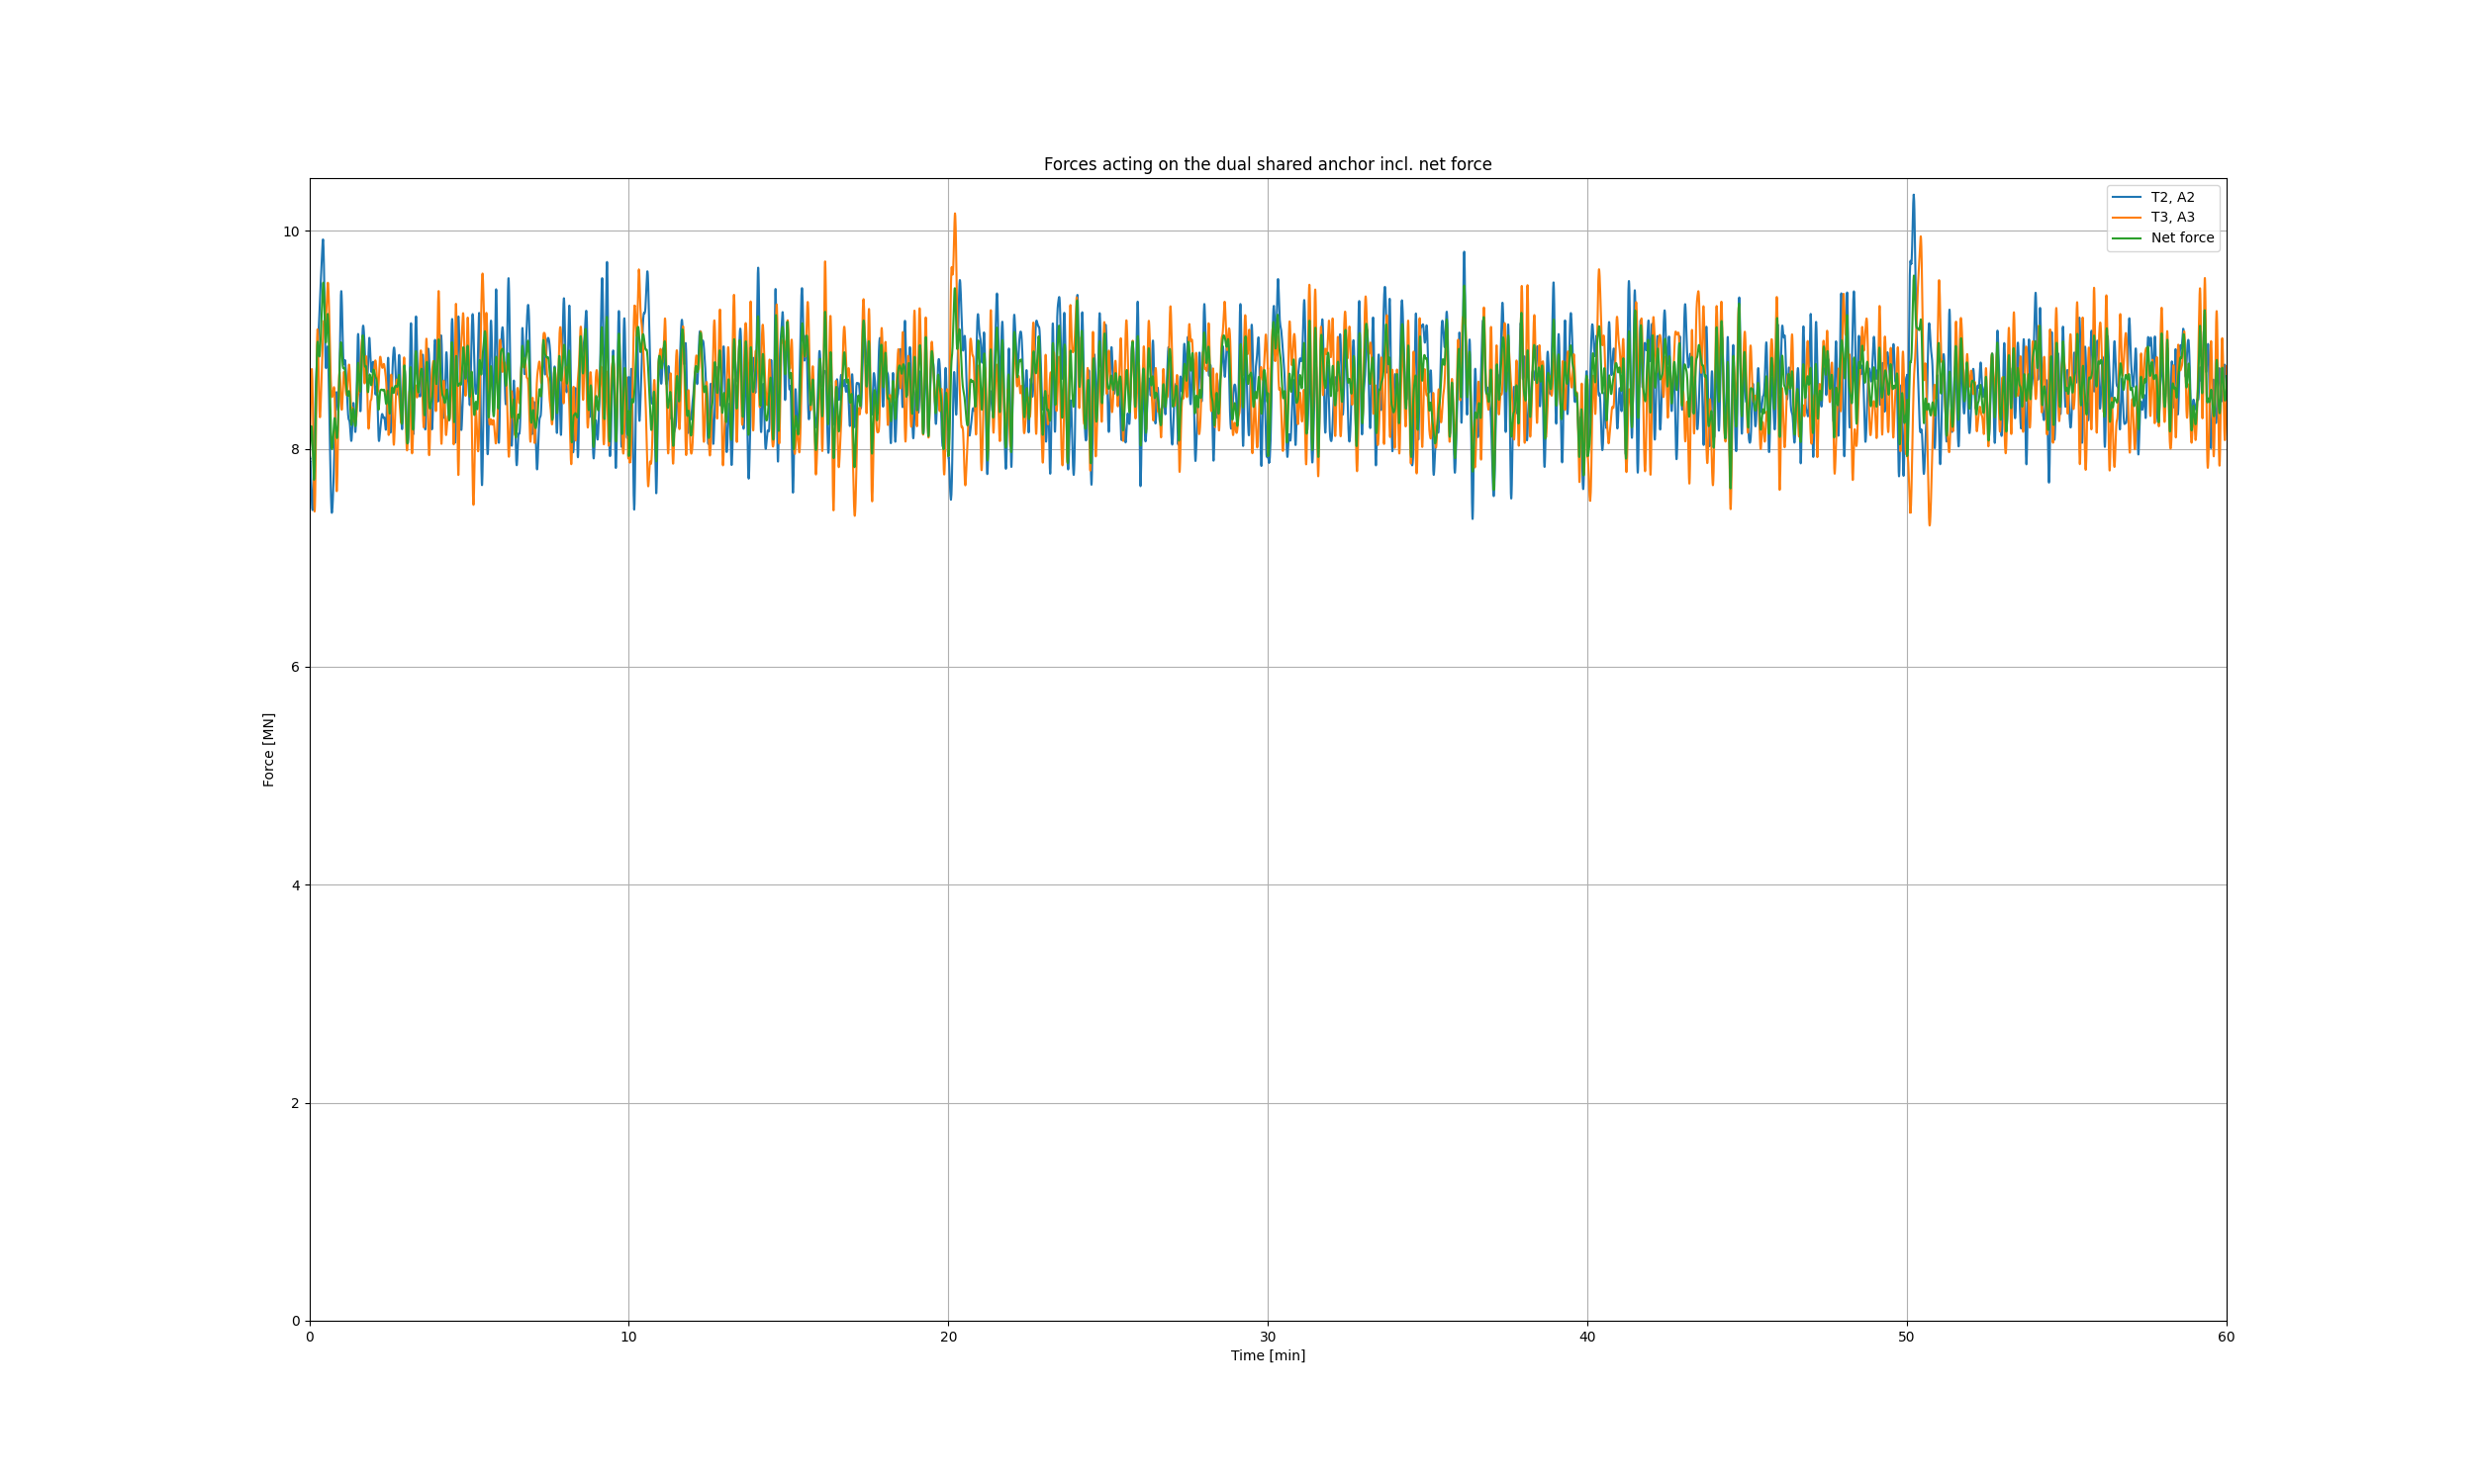 Forces acting on the dual shared anchor incl. net force
T2, A2
T3, A3
Net force
10
8
6
4
2
0
Force [MN]
0 10 20 30 40 50 60
Time [min]